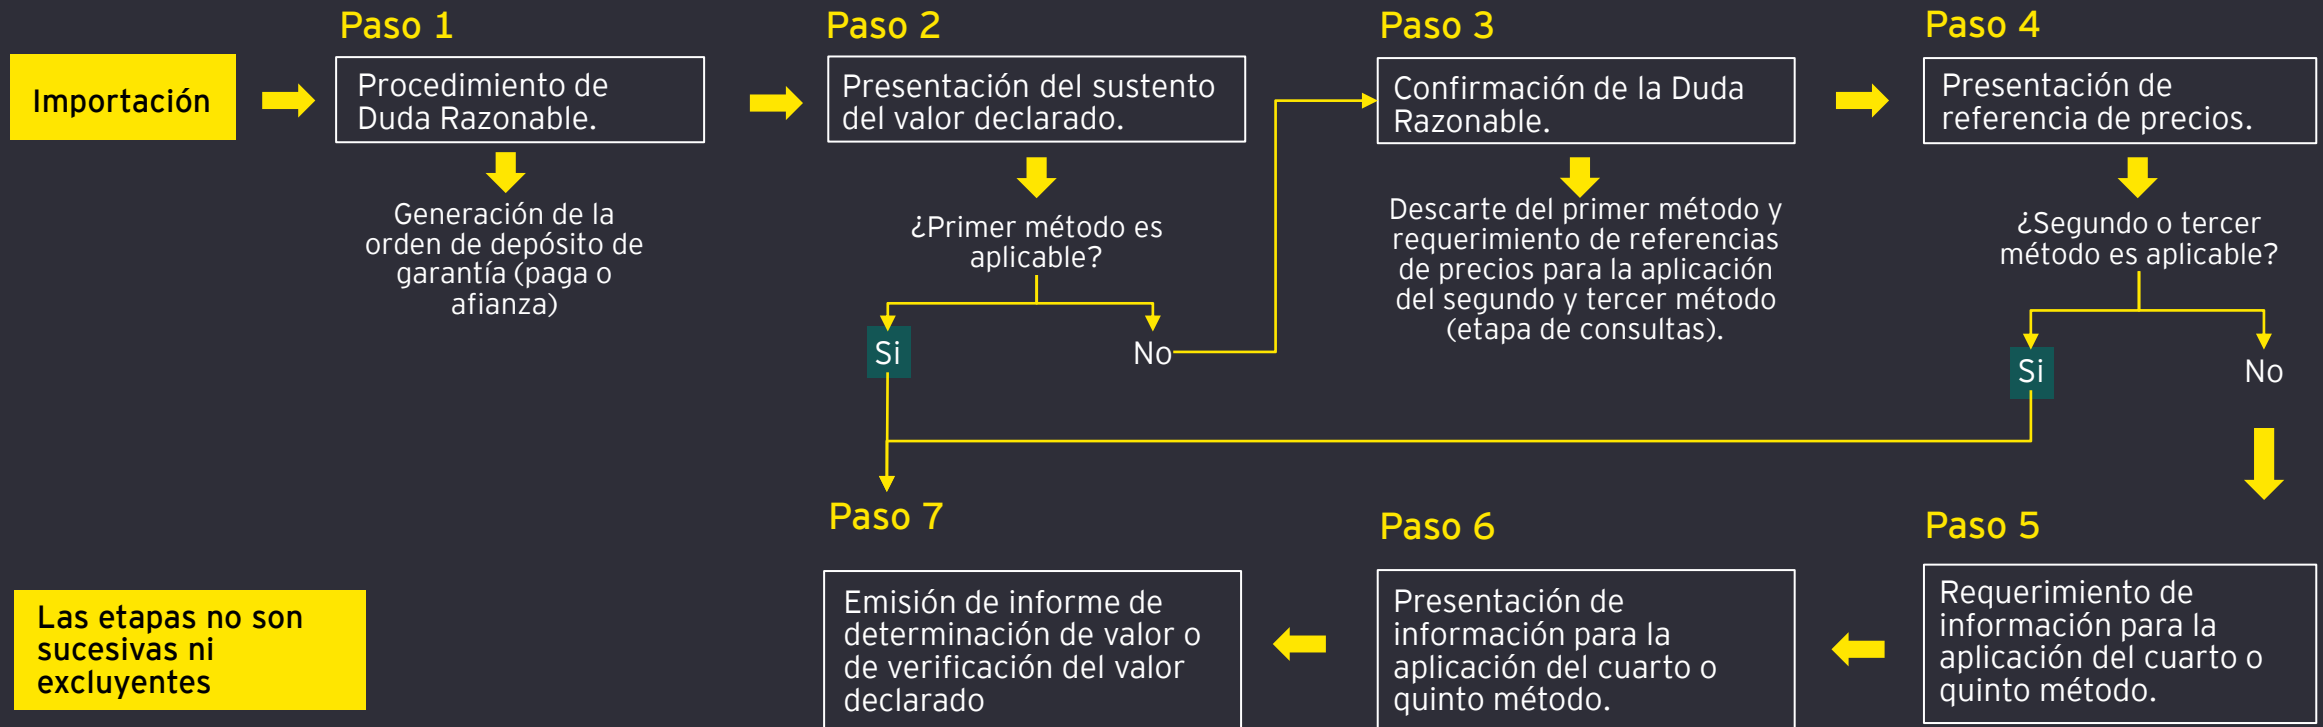 Paso 1
Paso 2
Paso 3
Paso 4
Importación
Procedimiento de
Duda Razonable.
Presentación del sustento
del valor declarado.
Confirmación de la Duda
Razonable.
Presentación de
referencia de precios.
Generación de la
orden de depósito de
garantía (paga o
afianza)
¿Primer método es
aplicable?
Si
No
Descarte del primer método y
requerimiento de referencias
de precios para la aplicación
del segundo y tercer método
(etapa de consultas).
¿Segundo o tercer
método es aplicable?
Si
No
Paso 7
Paso 6
Paso 5
Las etapas no son
sucesivas ni
excluyentes
Emisión de informe de
determinación de valor o
de verificación del valor
declarado
Presentación de
información para la
aplicación del cuarto o
quinto método.
Requerimiento de
información para la
aplicación del cuarto o
quinto método.